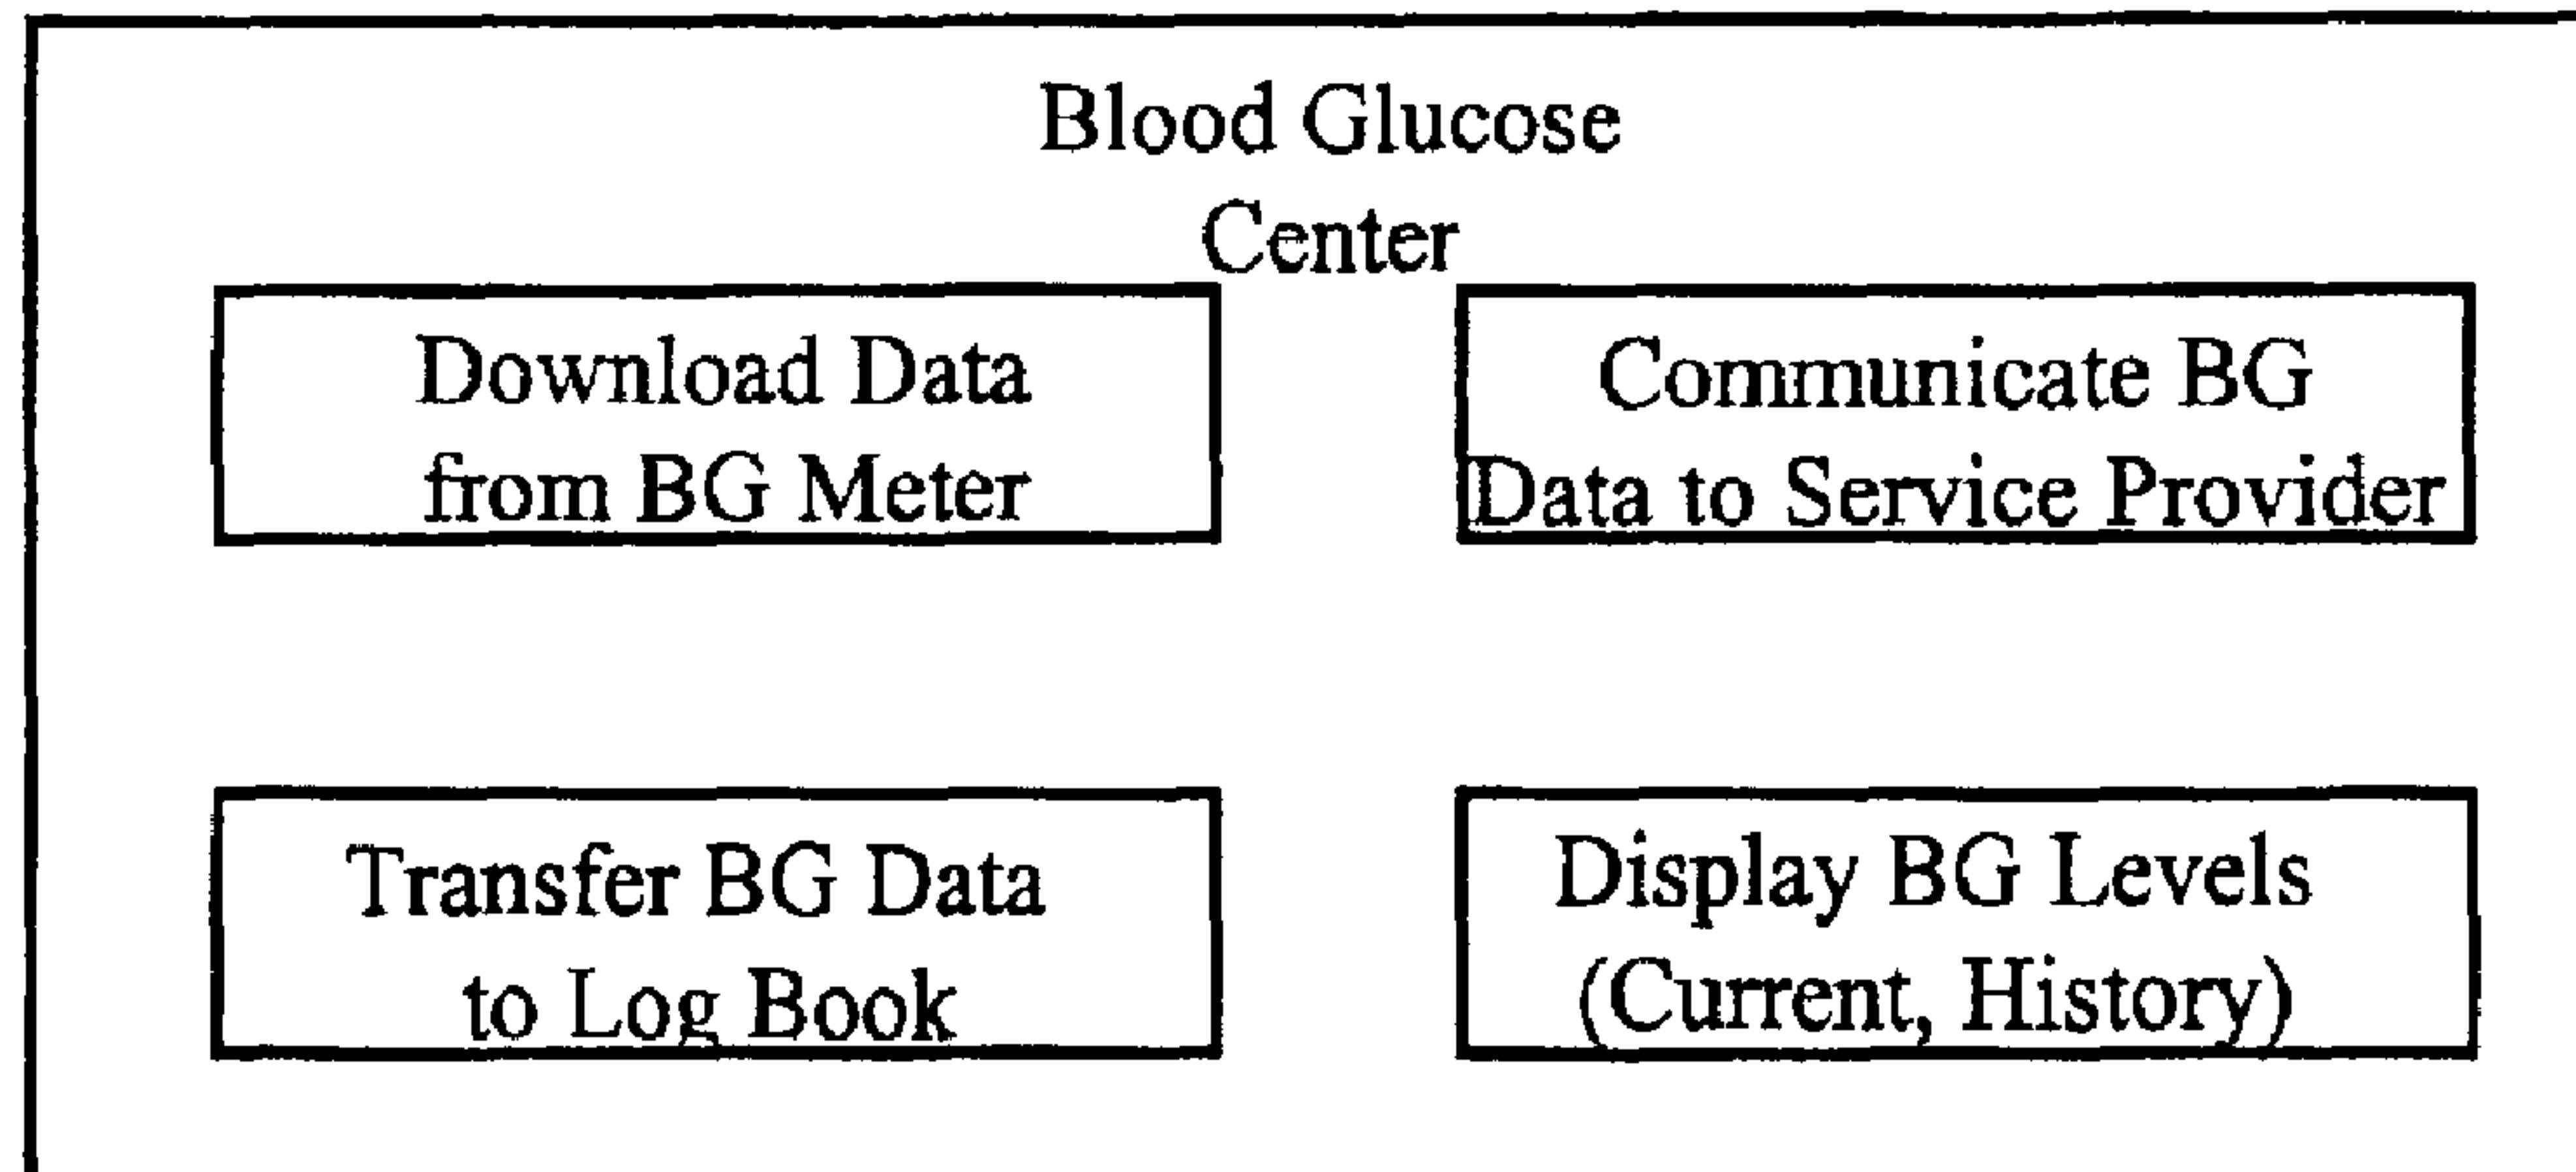 Blood Glucose
Center
Download Data
from BG Meter
Communicate BG
Data to Service Provider
Transfer BG Data
to Log Book
Display BG Levels
(Current, History)